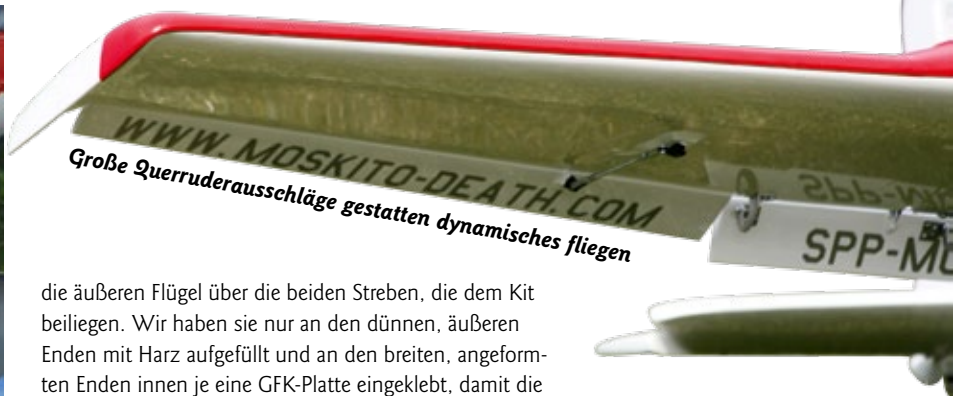 WWW.MOSKITO-DEATH.COM
SPP-MO
Große Querruderausschläge gestatten dynamisches fliegen
die äußeren Flügel über die beiden Streben, die dem Kit
beiliegen. Wir haben sie nur an den dünnen, äußeren
Enden mit Harz aufgefüllt und an den breiten, angeform-
ten Enden innen je eine GFK-Platte eingeklebt, damit die